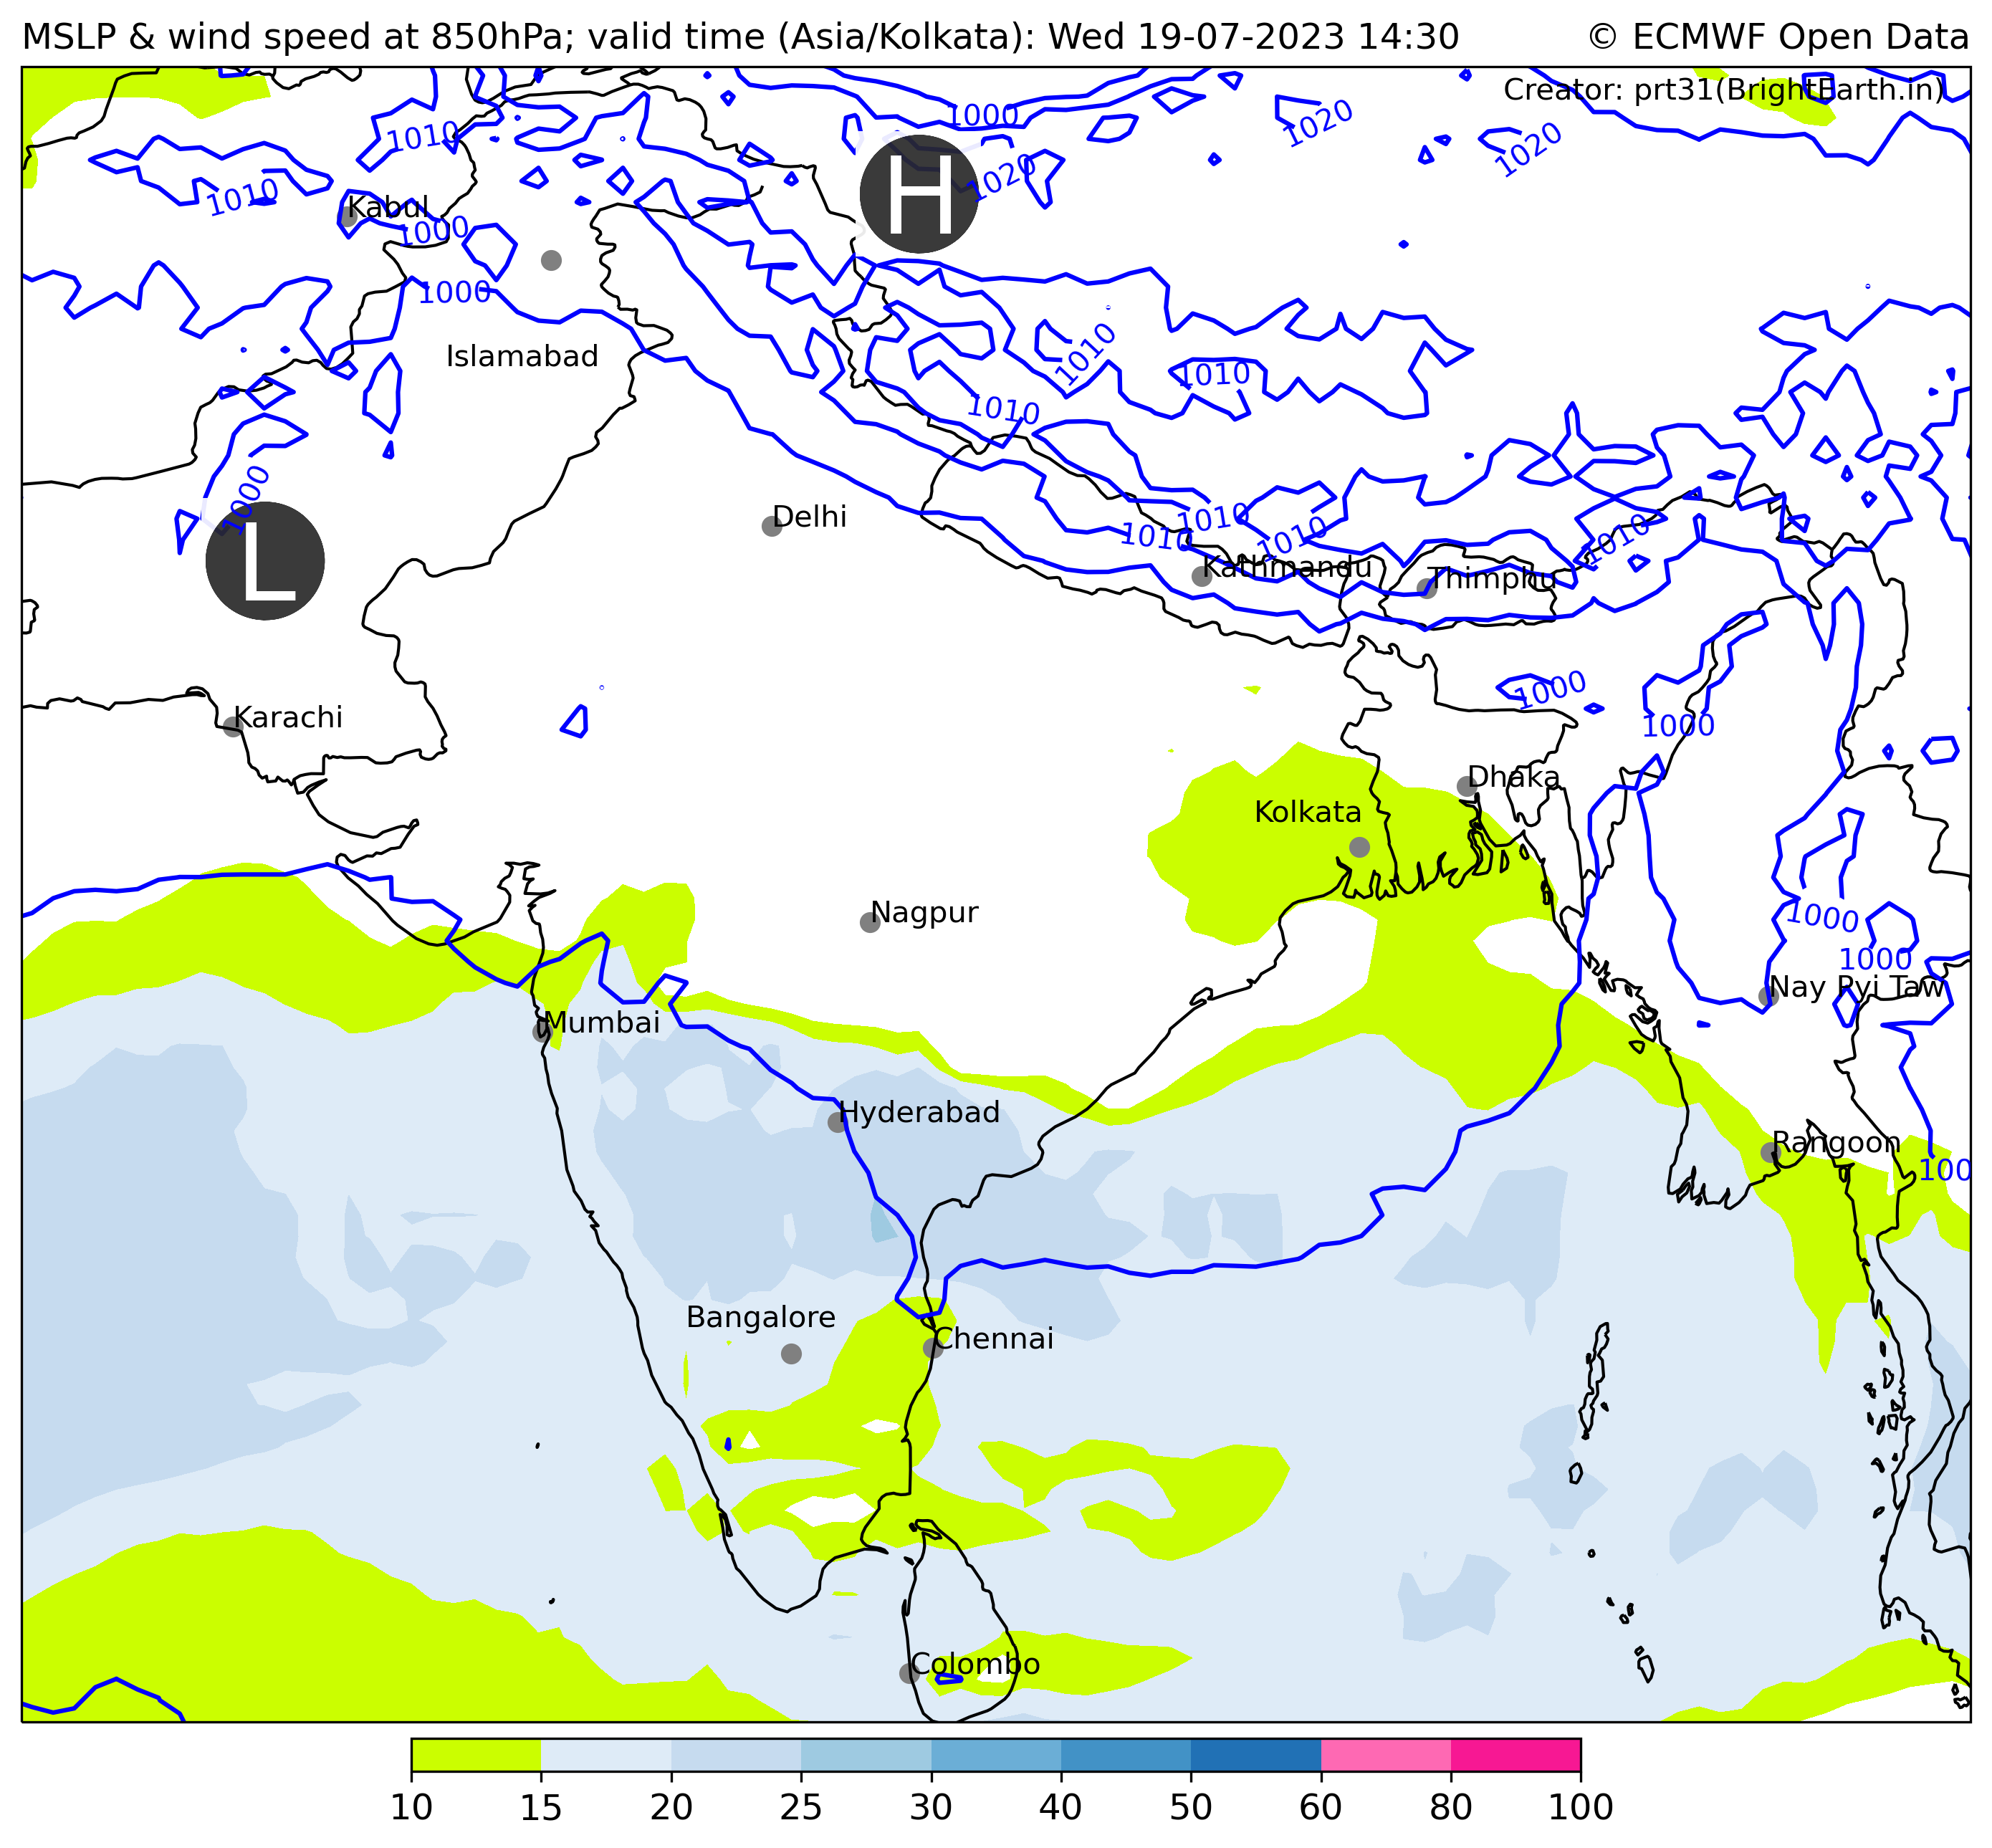 MSLP & wind speed at 850hPa; valid time (Asia/Kolkata): Wed 19-07-2023 14:30
© ECMWF Open Data
Creator: prt31(BrightEarth.in)
1000
1020
1020
1010
H
1020
1010
Kabul
1000
1000
1010
Islamabad
1010
1010
1000
Delhi
1010
1010
1010
1010
L
Kathmandu
Thimphu
1000
Karachi
1000
Dhaka
Kolkata
Nagpur
1000
1000
Nay Pyi Taw
Mumbai
Hyderabad
Rangoon
100
Bangalore
Chennai
Colombo
10 15 20 25 30 40 50 60 80 100